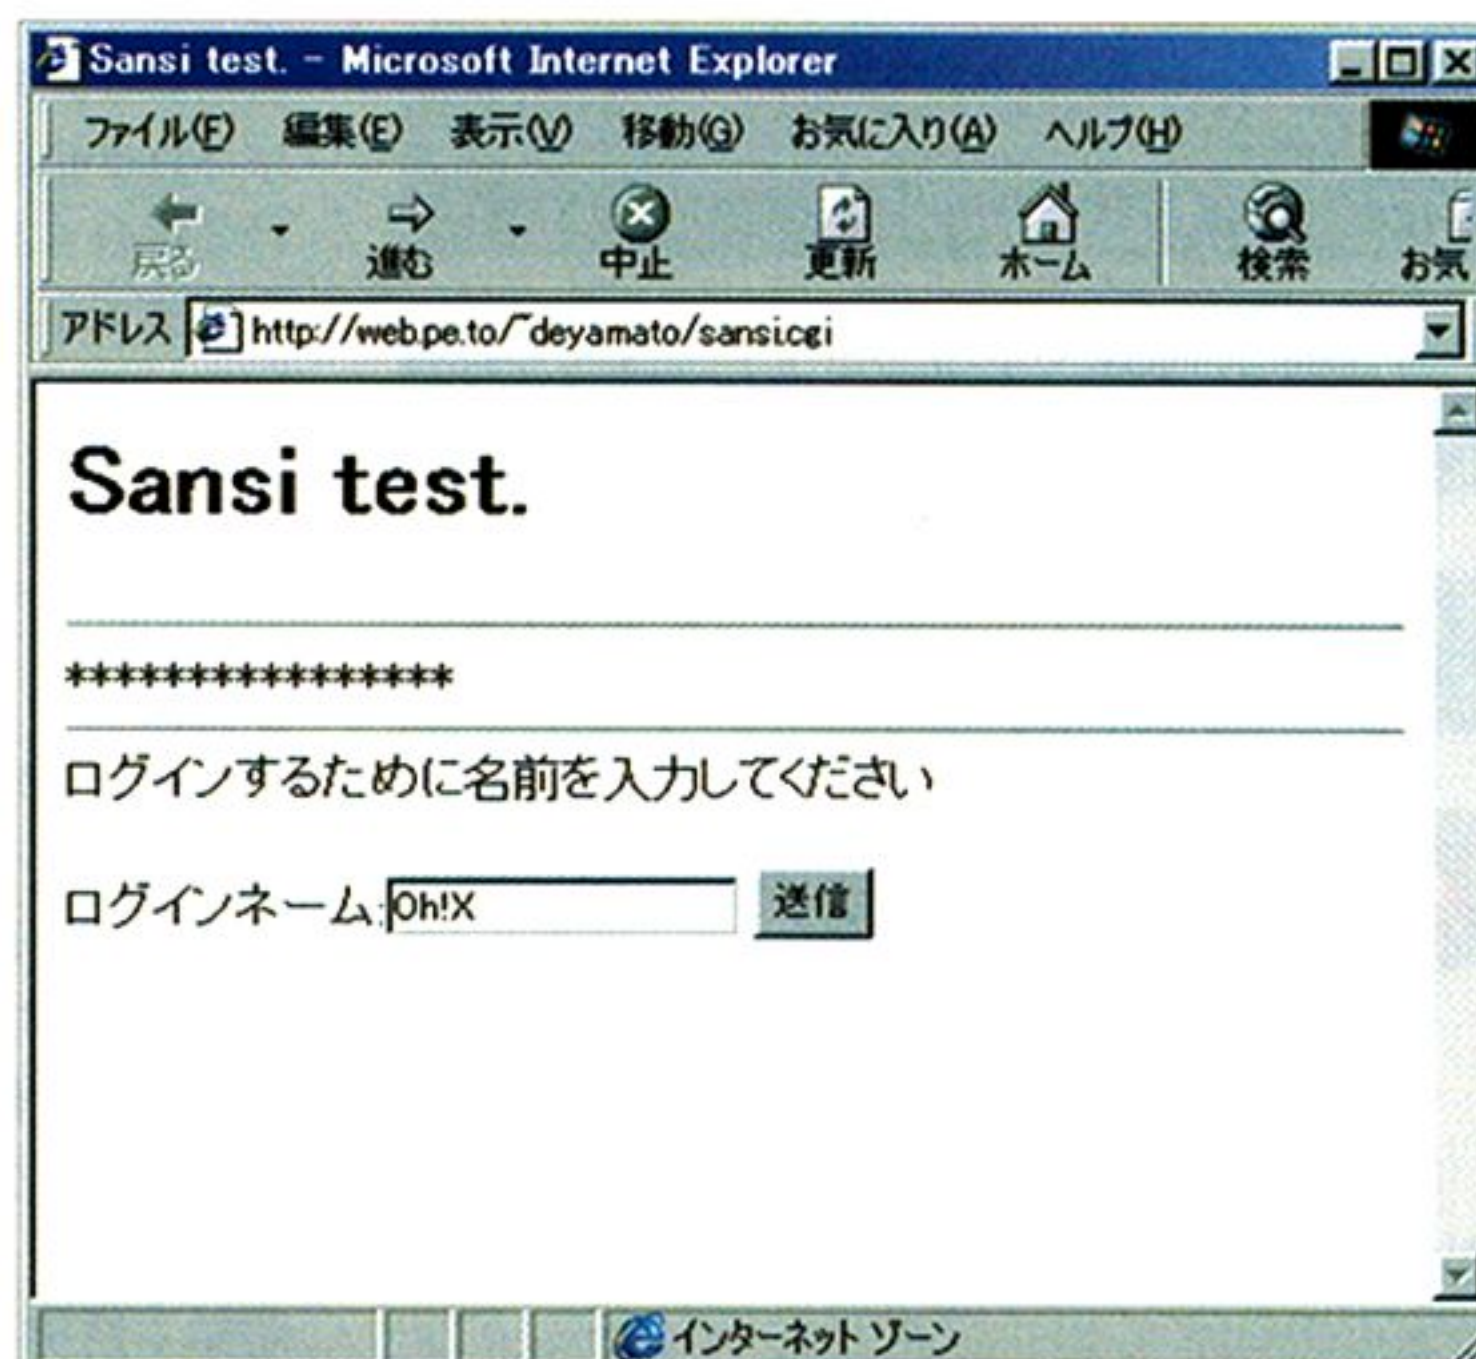 Sansi test. - Microsoft Internet Explorer
ファイル(F) 編集(E) 表示(V) 移動(G) お気に入り(A) ヘルプ(H)
戻る 進む 中止 更新 ホーム 検索 お気
アドレス http://web.pe.to/~deyamato/sansi.cgi
Sansi test.
****************
ログインするために名前を入力してください
ログインネーム:Oh!X 送信
インターネット ゾーン